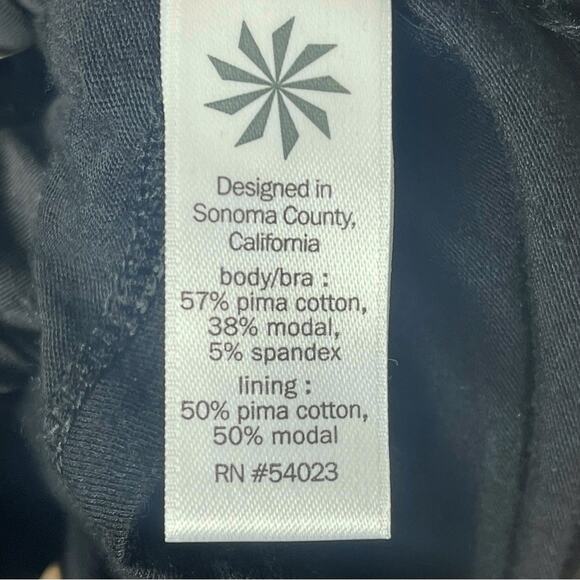 Designed in
Sonoma County,
California
body/bra :
57% pima cotton,
38% modal,
5% spandex
lining :
50% pima cotton,
50% modal
RN #54023